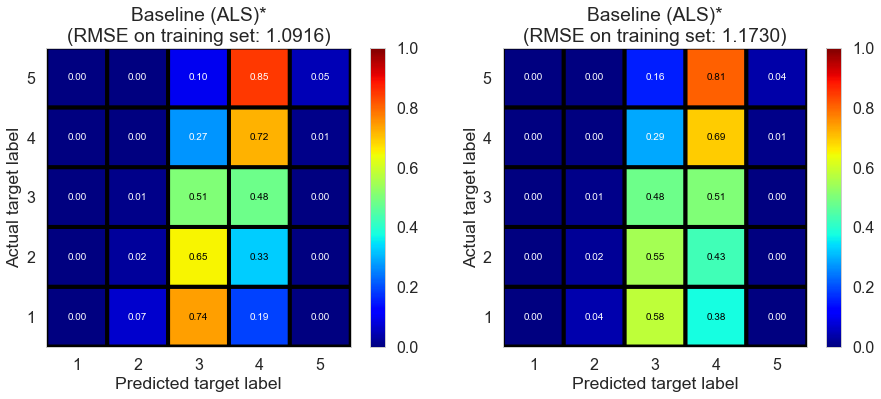 Baseline (ALS)*
(RMSE on training set: 1.0916)
Actual target label
5 0.00 0.00 0.10 0.85 0.05
4 0.00 0.00 0.27 0.72 0.01
3 0.00 0.01 0.51 0.48 0.00
2 0.00 0.02 0.65 0.33 0.00
1 0.00 0.07 0.74 0.19 0.00
1 2 3 4 5
Predicted target label
1.0
0.8
0.6
0.4
0.2
0.0
Baseline (ALS)*
(RMSE on training set: 1.1730)
Actual target label
5 0.00 0.00 0.16 0.81 0.04
4 0.00 0.00 0.29 0.69 0.01
3 0.00 0.01 0.48 0.51 0.00
2 0.00 0.02 0.55 0.43 0.00
1 0.00 0.04 0.58 0.38 0.00
1 2 3 4 5
Predicted target label
1.0
0.8
0.6
0.4
0.2
0.0